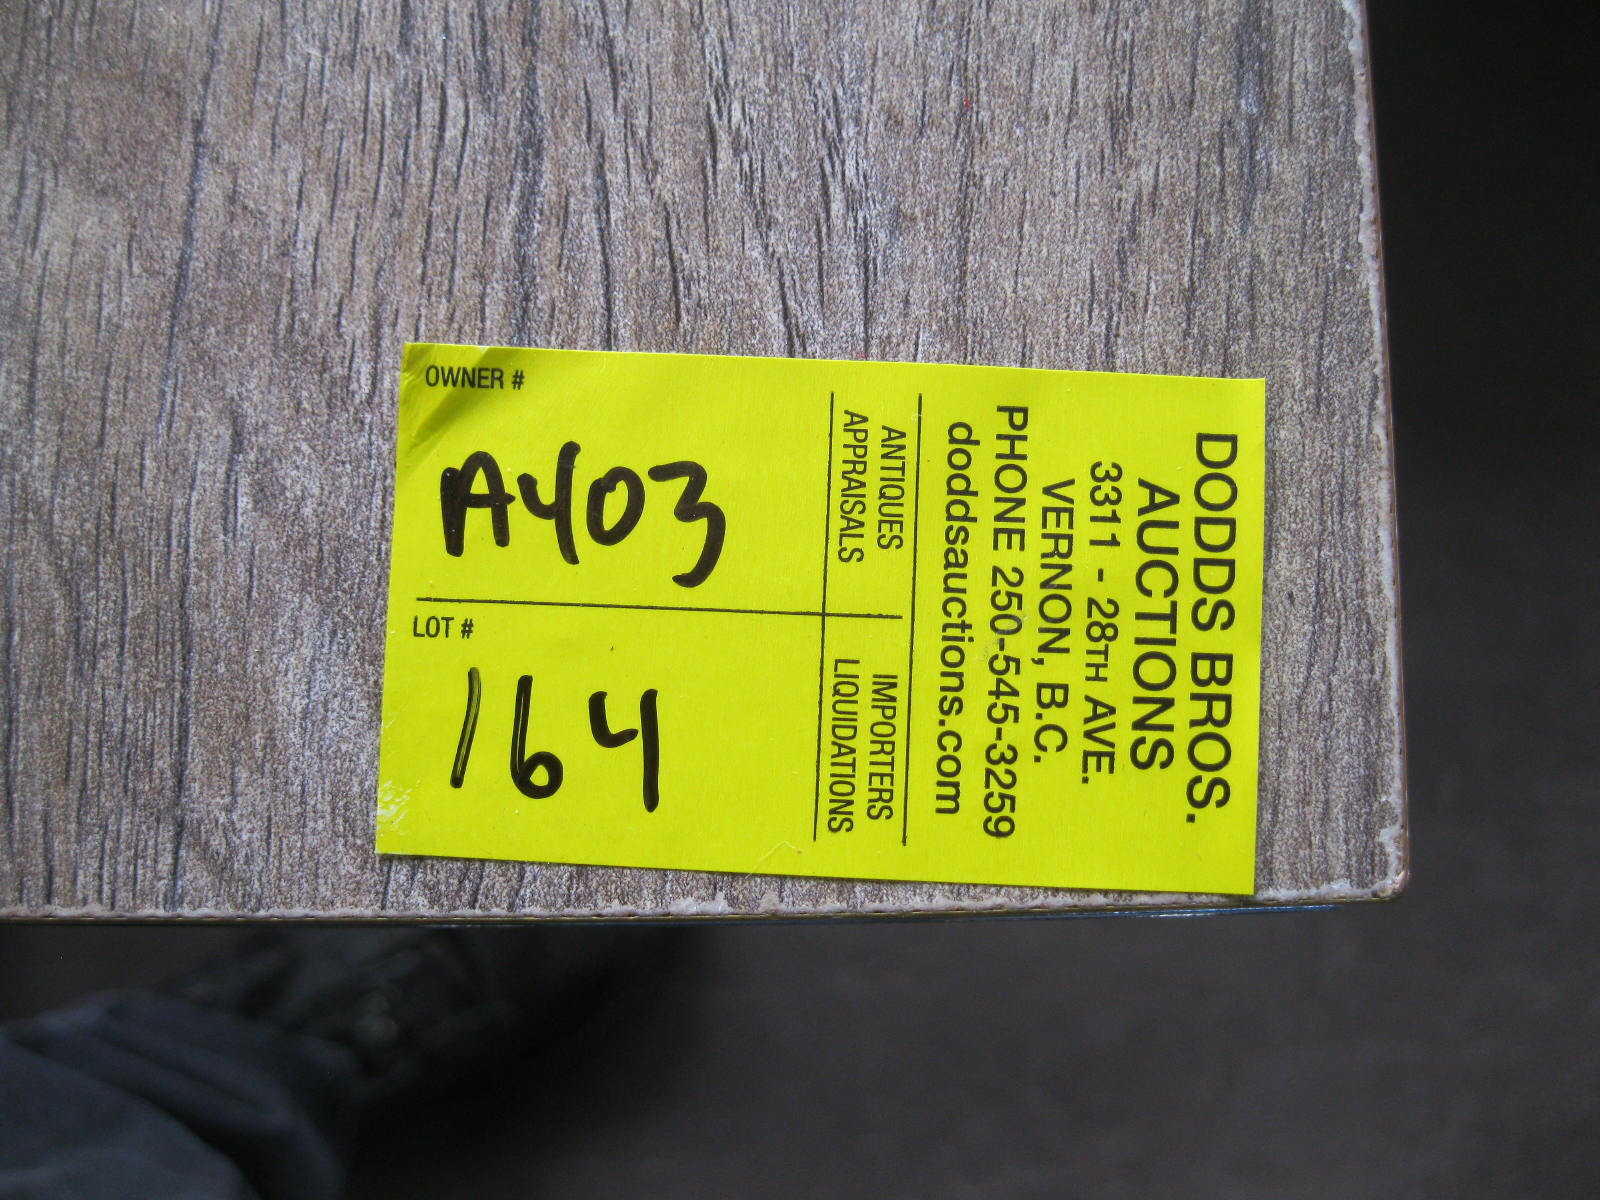 DODDS BROS.
AUCTIONS
3311 - 28TH AVE.
VERNON, B.C.
PHONE 250-545-3259
doddsauctions.com
ANTIQUES
APPRAISALS
IMPORTERS
LIQUIDATIONS
OWNER #
A403
LOT #
164